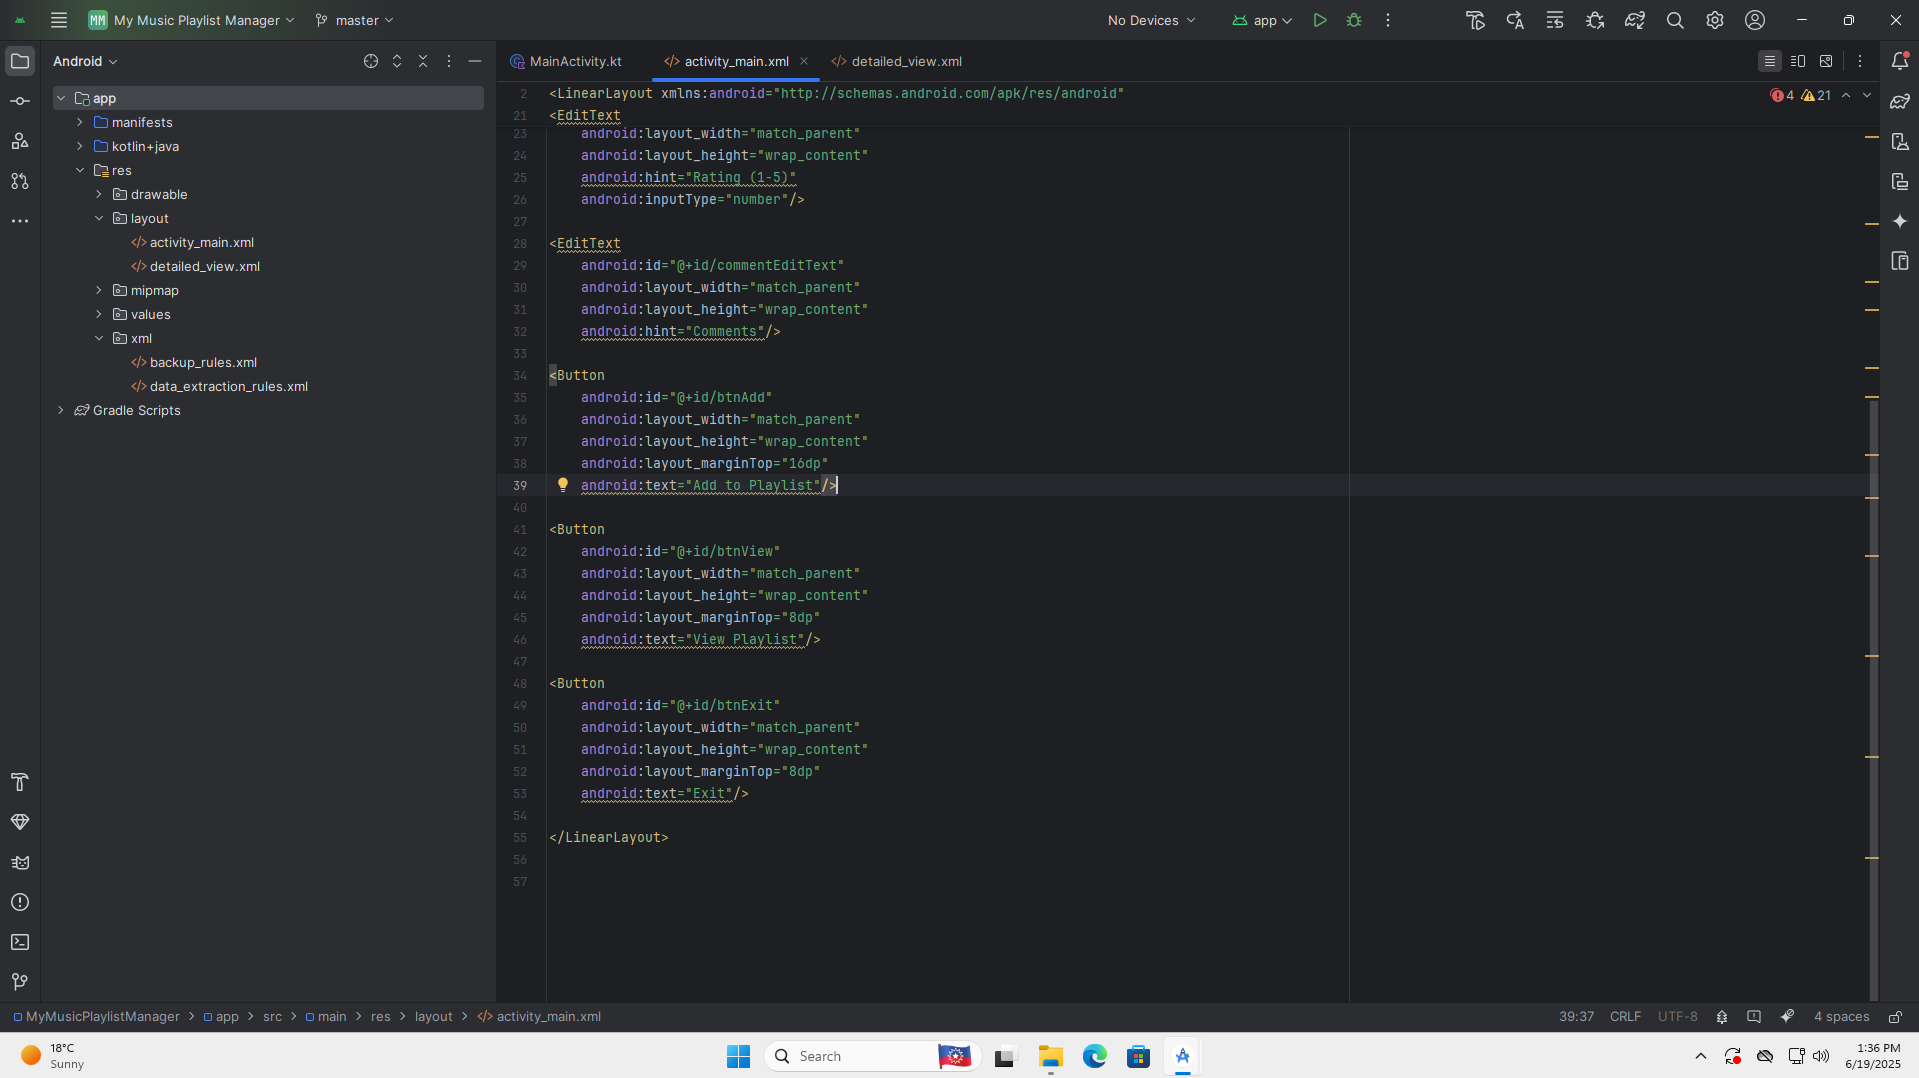 MM My Music Playlist Manager master No Devices app
Android
MainActivity.kt activity_main.xml detailed_view.xml
app
manifests
kotlin+java
res
drawable
layout
activity_main.xml
detailed_view.xml
mipmap
values
xml
backup_rules.xml
data_extraction_rules.xml
Gradle Scripts
4 21
2 <LinearLayout xmlns:android="http://schemas.android.com/apk/res/android"
21 <EditText
23 android:layout_width="match_parent"
24 android:layout_height="wrap_content"
25 android:hint="Rating (1-5)"
26 android:inputType="number"/>
27
28 <EditText
29 android:id="@+id/commentEditText"
30 android:layout_width="match_parent"
31 android:layout_height="wrap_content"
32 android:hint="Comments"/>
33
34 <Button
35 android:id="@+id/btnAdd"
36 android:layout_width="match_parent"
37 android:layout_height="wrap_content"
38 android:layout_marginTop="16dp"
39 android:text="Add to Playlist"/>
40
41 <Button
42 android:id="@+id/btnView"
43 android:layout_width="match_parent"
44 android:layout_height="wrap_content"
45 android:layout_marginTop="8dp"
46 android:text="View Playlist"/>
47
48 <Button
49 android:id="@+id/btnExit"
50 android:layout_width="match_parent"
51 android:layout_height="wrap_content"
52 android:layout_marginTop="8dp"
53 android:text="Exit"/>
54
55 </LinearLayout>
56
57
MyMusicPlaylistManager app src main res layout activity_main.xml 39:37 CRLF UTF-8 4 spaces
18°C
Sunny
Search
1:36 PM
6/19/2025